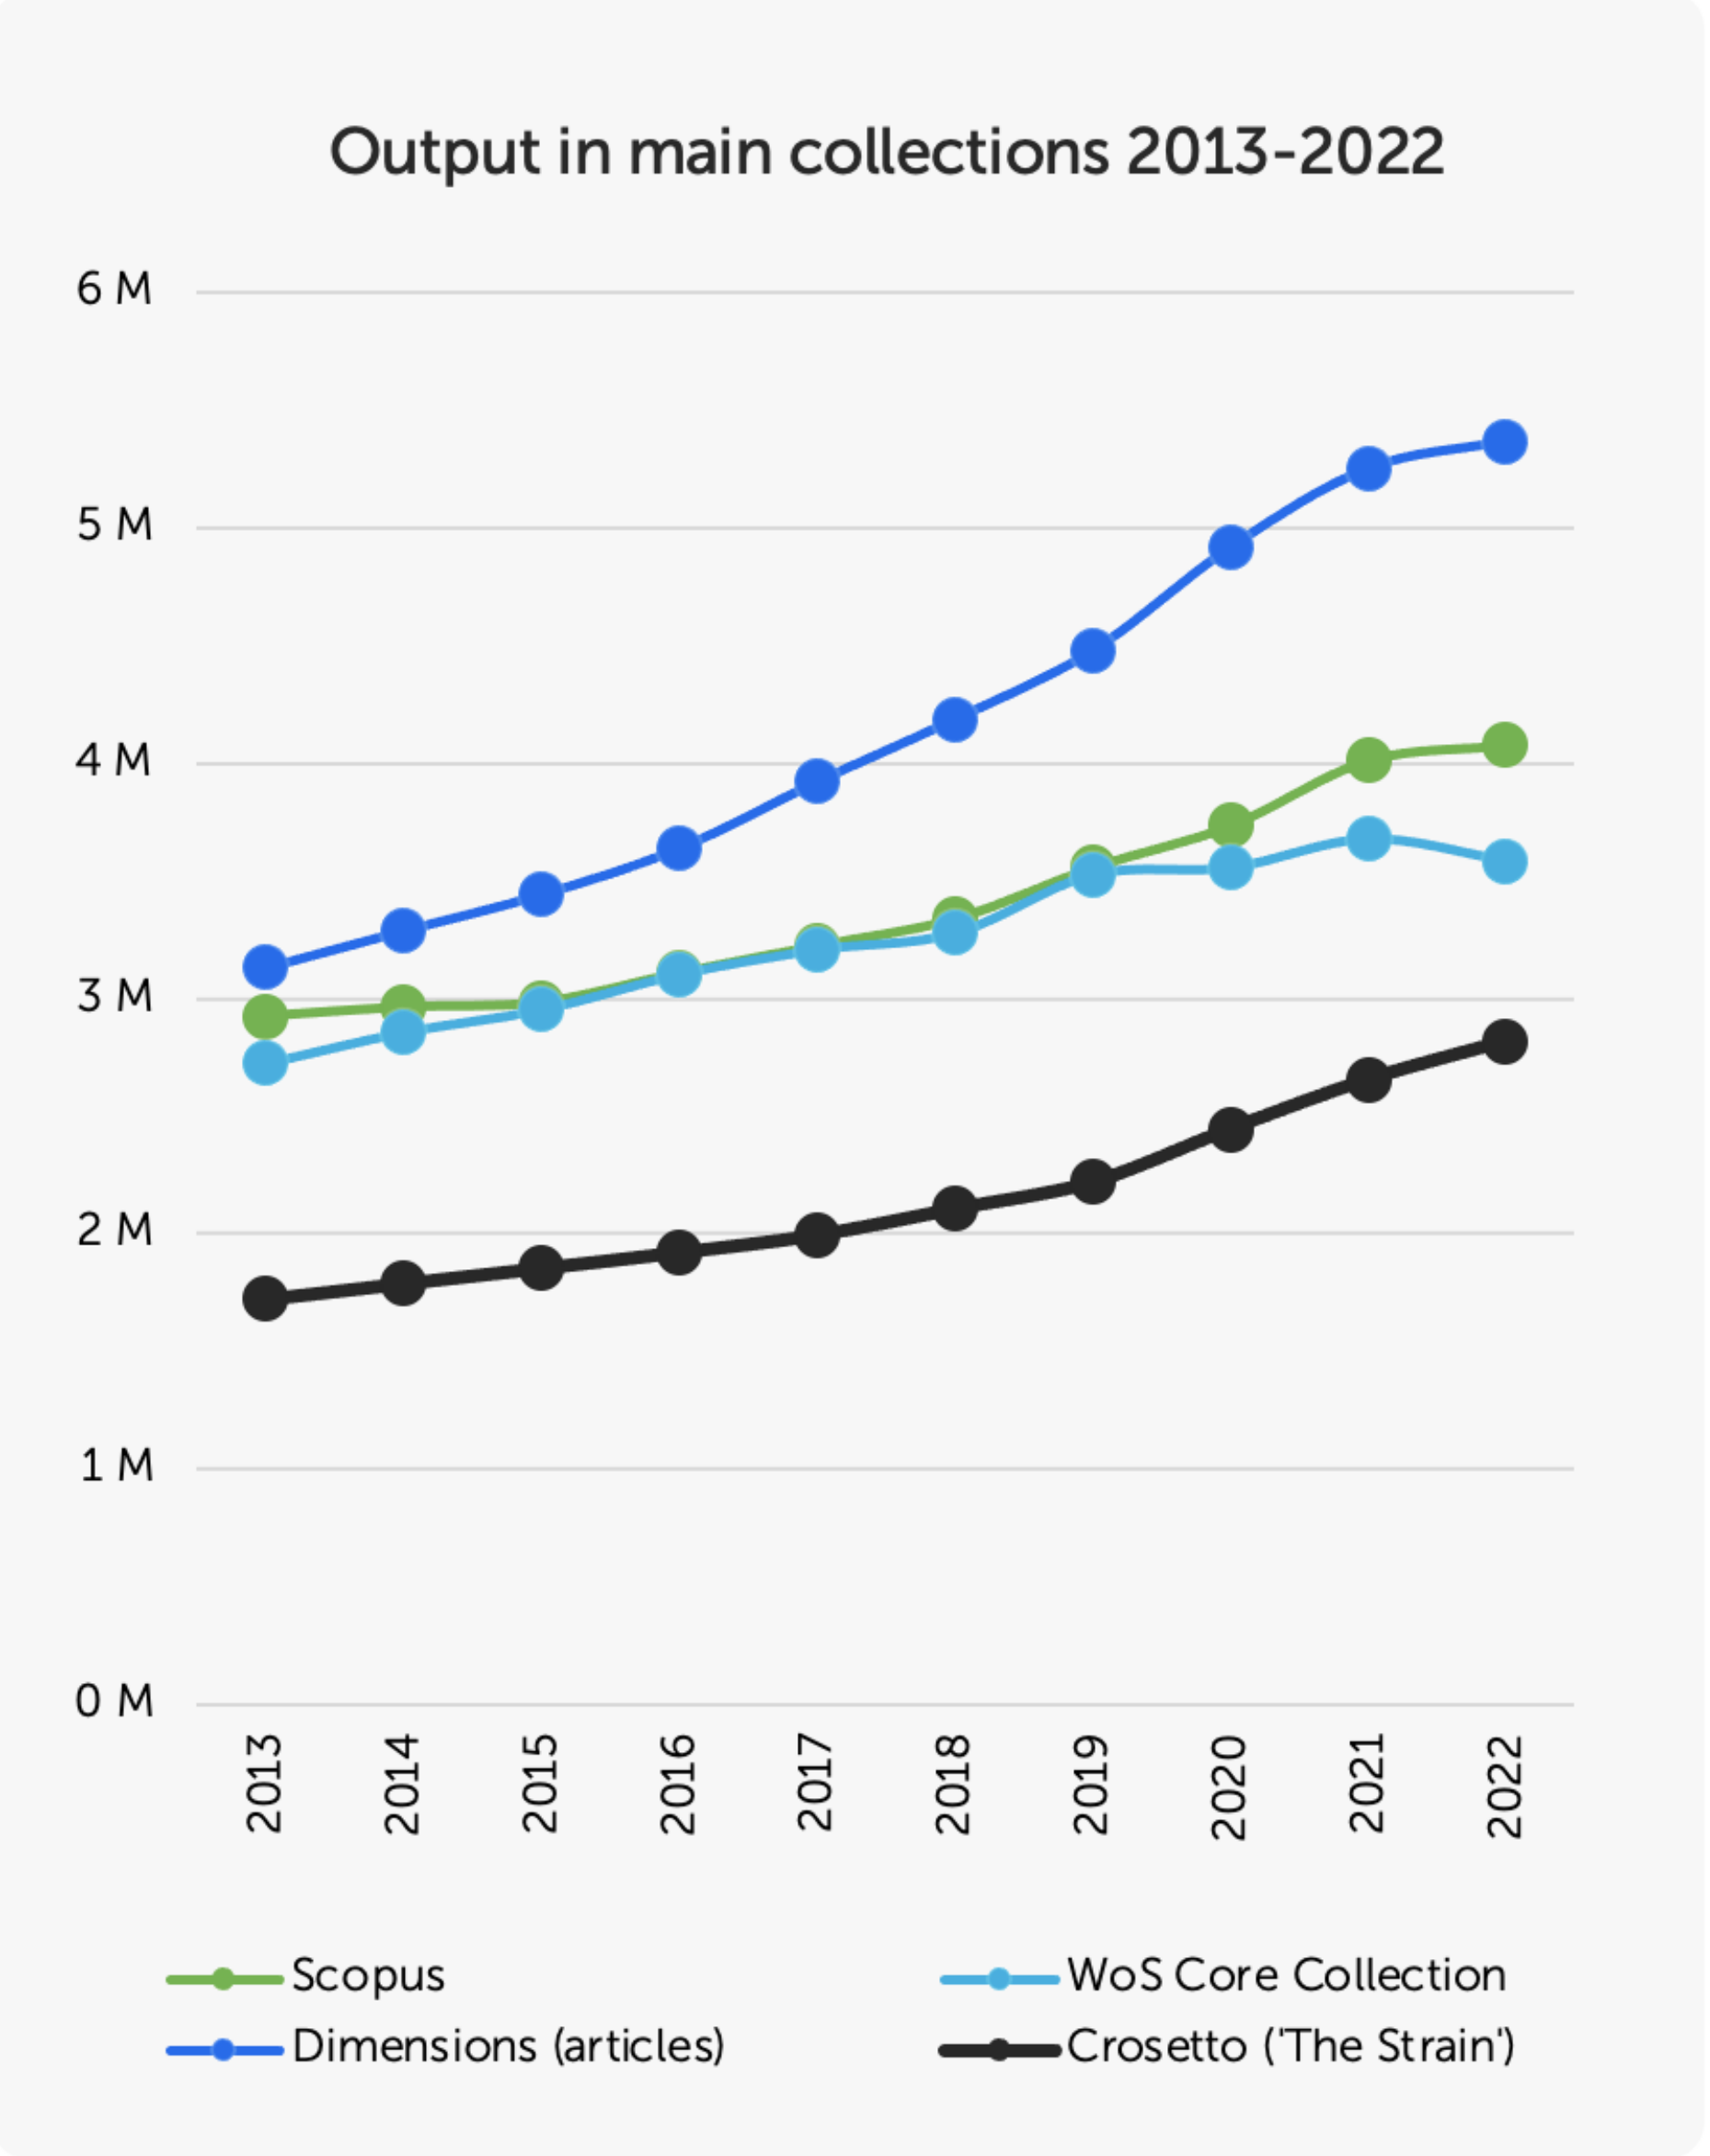 Output in main collections 2013-2022
6 M
5 M
4 M
3 M
2 M
1 M
0 M
2013 2014 2015 2016 2017 2018 2019 2020 2021 2022
Scopus WoS Core Collection
Dimensions (articles) Crosetto ('The Strain')